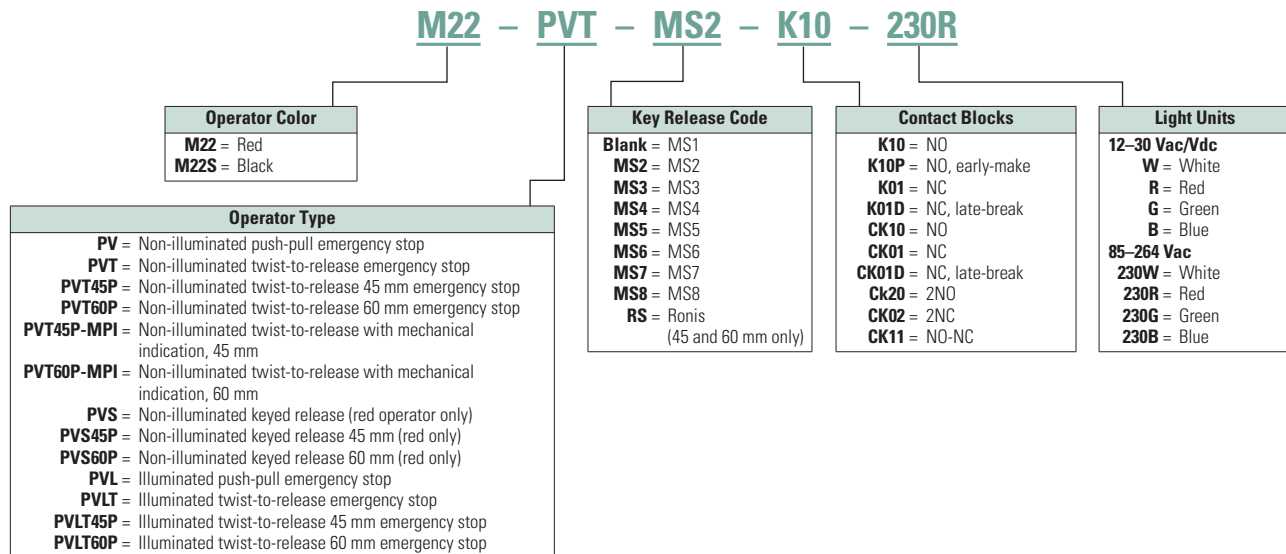 M22 – PVT – MS2 – K10 – 230R
Operator Color
M22 = Red
M22S = Black
Operator Type
PV = Non-illuminated push-pull emergency stop
PVT = Non-illuminated twist-to-release emergency stop
PVT45P = Non-illuminated twist-to-release 45 mm emergency stop
PVT60P = Non-illuminated twist-to-release 60 mm emergency stop
PVT45P-MPI = Non-illuminated twist-to-release with mechanical
indication, 45 mm
PVT60P-MPI = Non-illuminated twist-to-release with mechanical
indication, 60 mm
PVS = Non-illuminated keyed release (red operator only)
PVS45P = Non-illuminated keyed release 45 mm (red only)
PVS60P = Non-illuminated keyed release 60 mm (red only)
PVL = Illuminated push-pull emergency stop
PVLT = Illuminated twist-to-release emergency stop
PVLT45P = Illuminated twist-to-release 45 mm emergency stop
PVLT60P = Illuminated twist-to-release 60 mm emergency stop
Key Release Code
Blank = MS1
MS2 = MS2
MS3 = MS3
MS4 = MS4
MS5 = MS5
MS6 = MS6
MS7 = MS7
MS8 = MS8
RS = Ronis
(45 and 60 mm only)
Contact Blocks
K10 = NO
K10P = NO, early-make
K01 = NC
K01D = NC, late-break
CK10 = NO
CK01 = NC
CK01D = NC, late-break
Ck20 = 2NO
CK02 = 2NC
CK11 = NO-NC
Light Units
12–30 Vac/Vdc
W = White
R = Red
G = Green
B = Blue
85–264 Vac
230W = White
230R = Red
230G = Green
230B = Blue